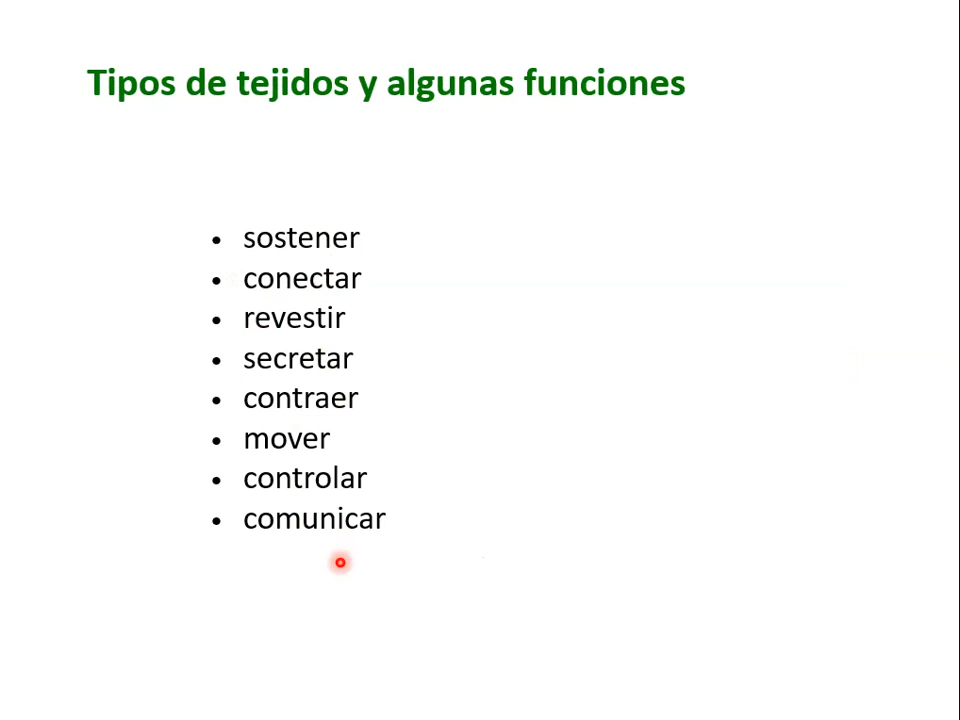 Tipos de tejidos y algunas funciones
• sostener
• conectar
• revestir
• secretar
• contraer
• mover
• controlar
• comunicar